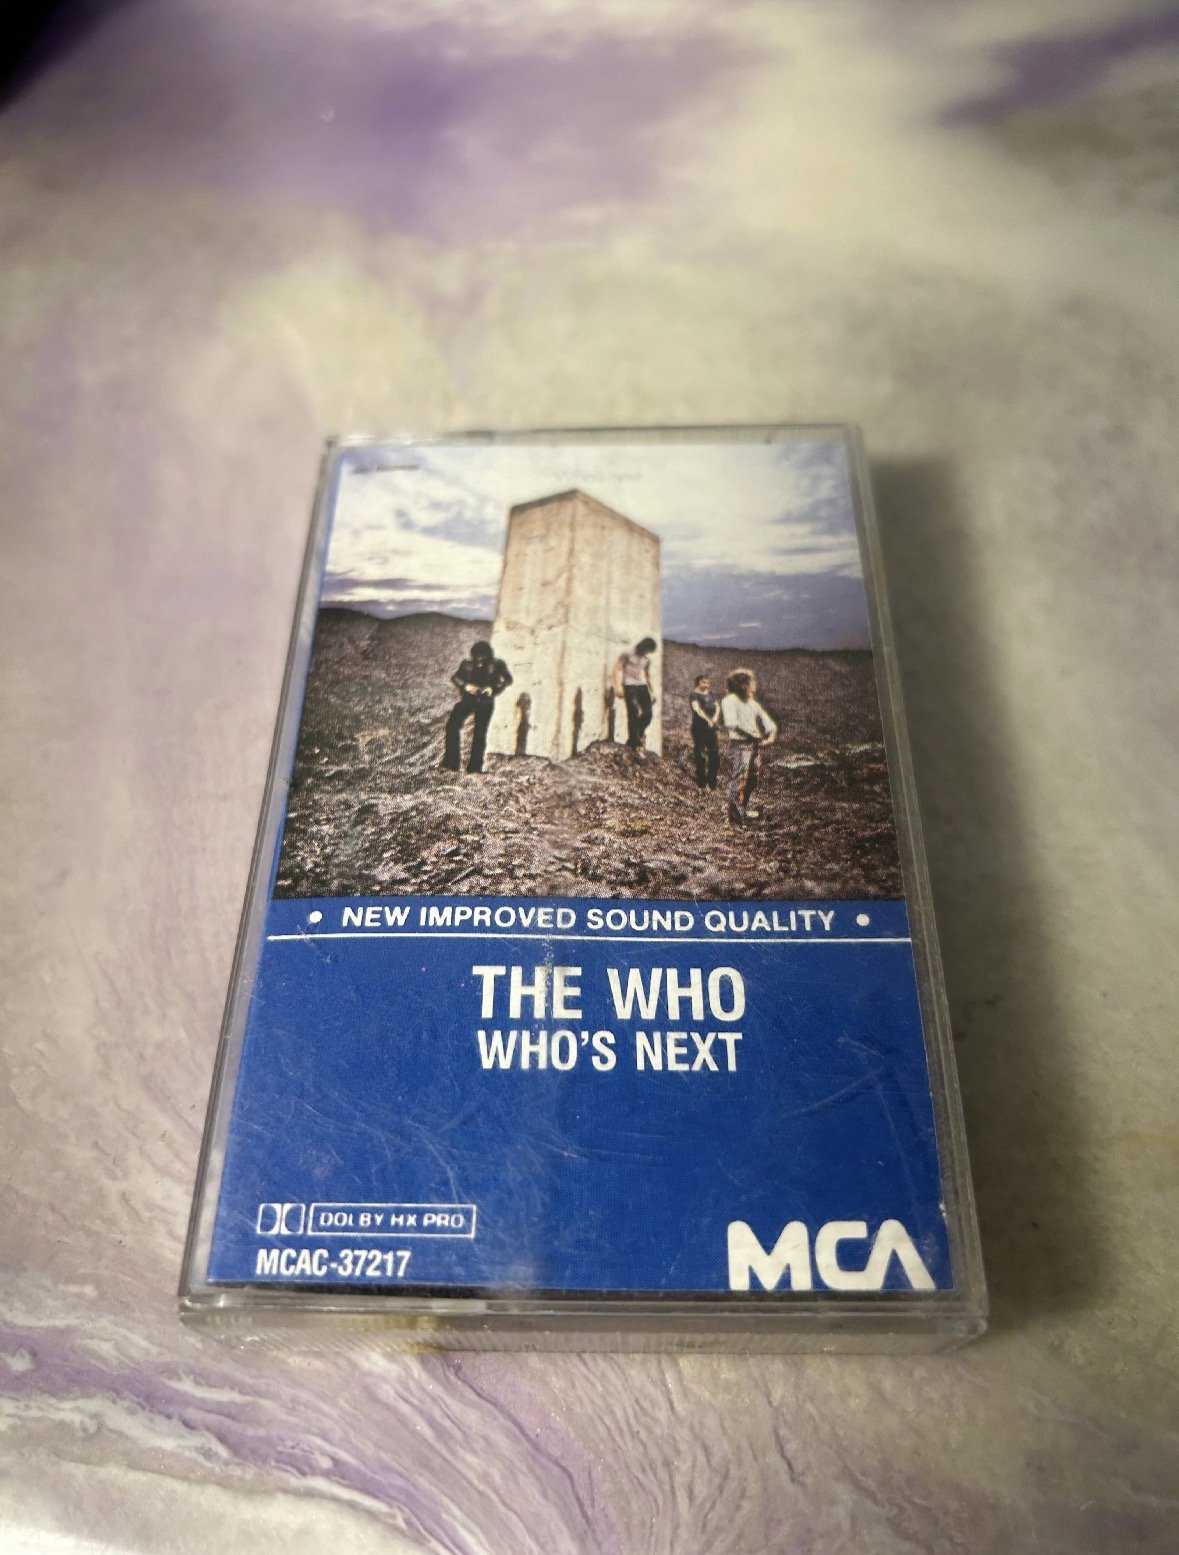 • NEW IMPROVED SOUND QUALITY •
THE WHO
WHO'S NEXT
DOLBY HX PRO
MCAC-37217
MCA